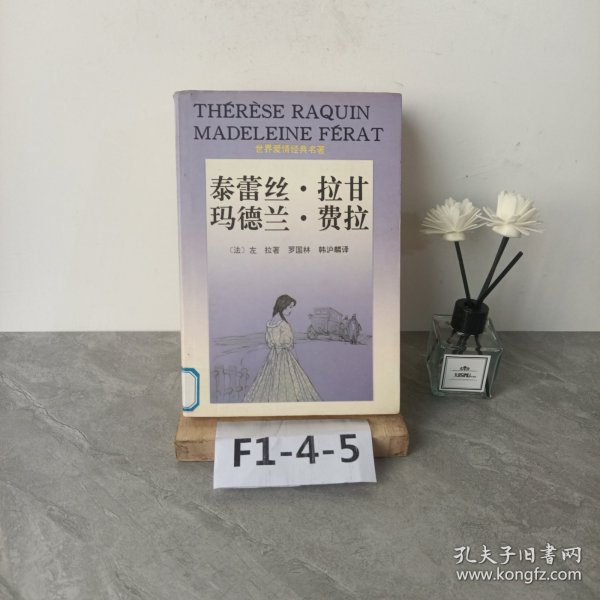 THÉRÈSE RAQUIN
MADELEINE FÉRAT
世界爱情经典名著
泰蕾丝·拉甘
玛德兰·费拉
〔法〕左 拉著 罗国林 韩沪麟译
F1-4-5
孔夫子旧书网
www.kongfz.com